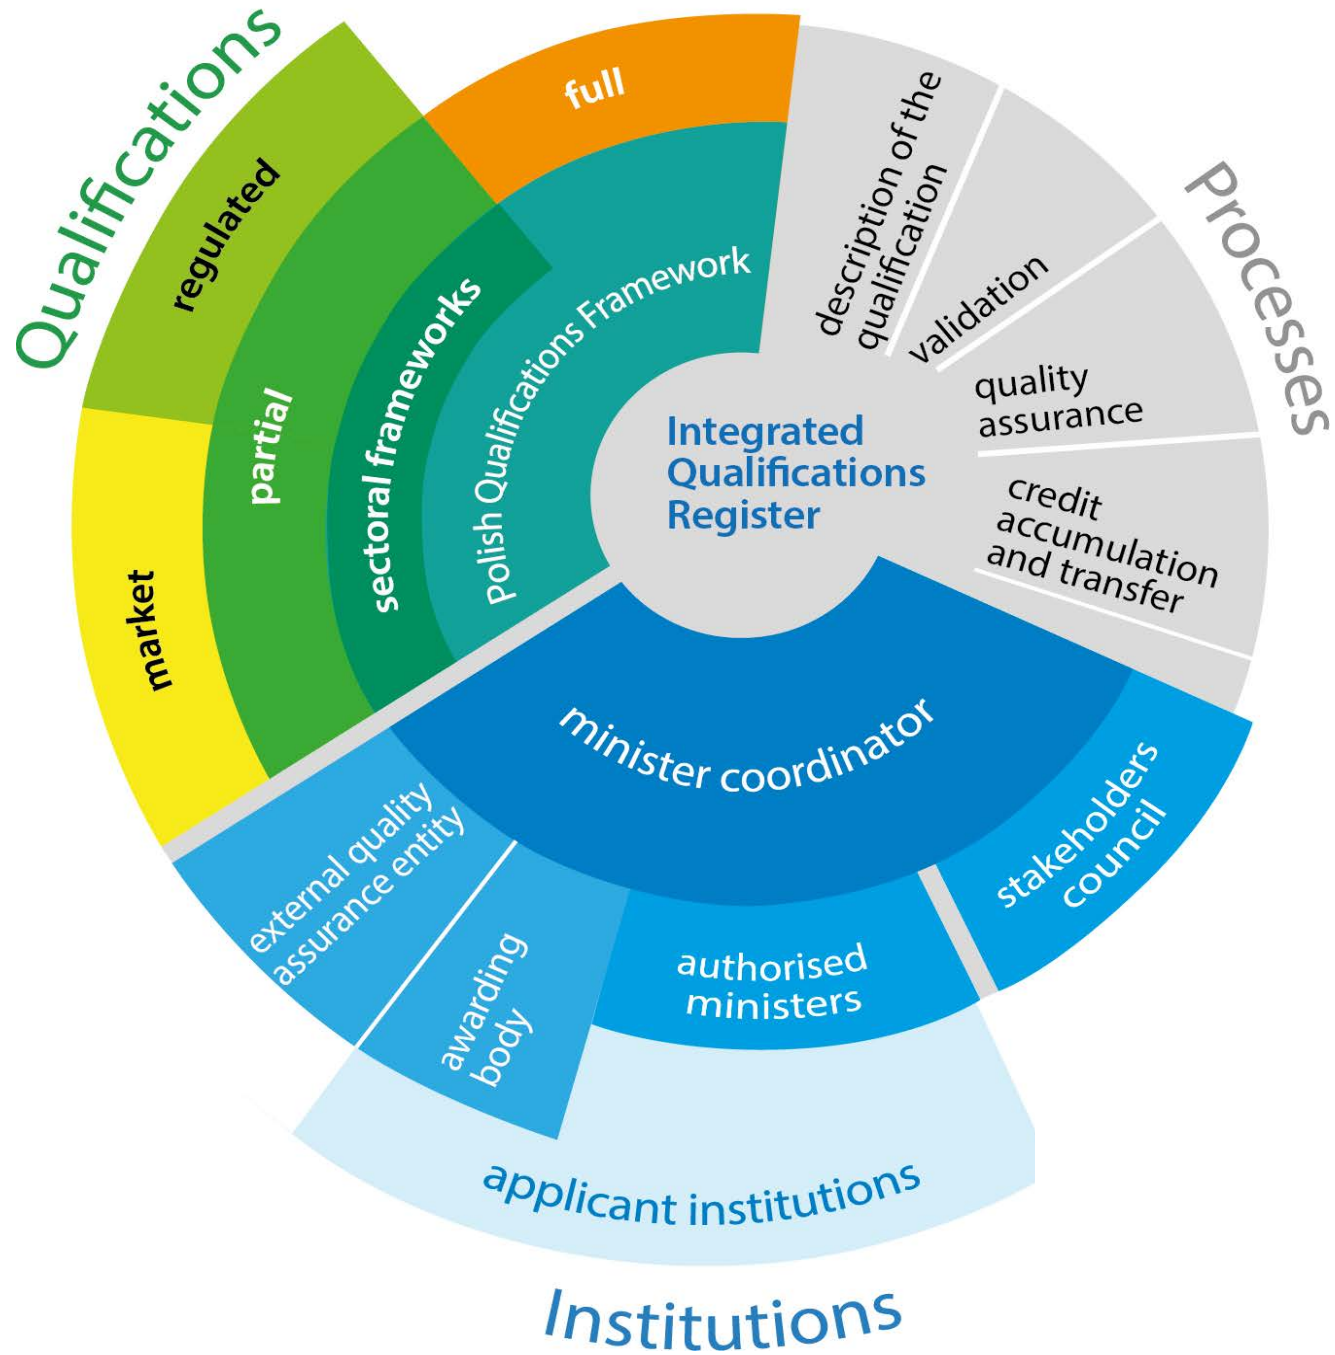 Qualifications
full
regulated
partial
market
sectoral frameworks
Polish Qualifications Framework
Integrated
Qualifications
Register
Processes
description of the
qualification
validation
quality
assurance
credit
accumulation
and transfer
minister coordinator
stakeholders
council
authorised
ministers
awarding
body
external quality
assurance entity
applicant institutions
Institutions